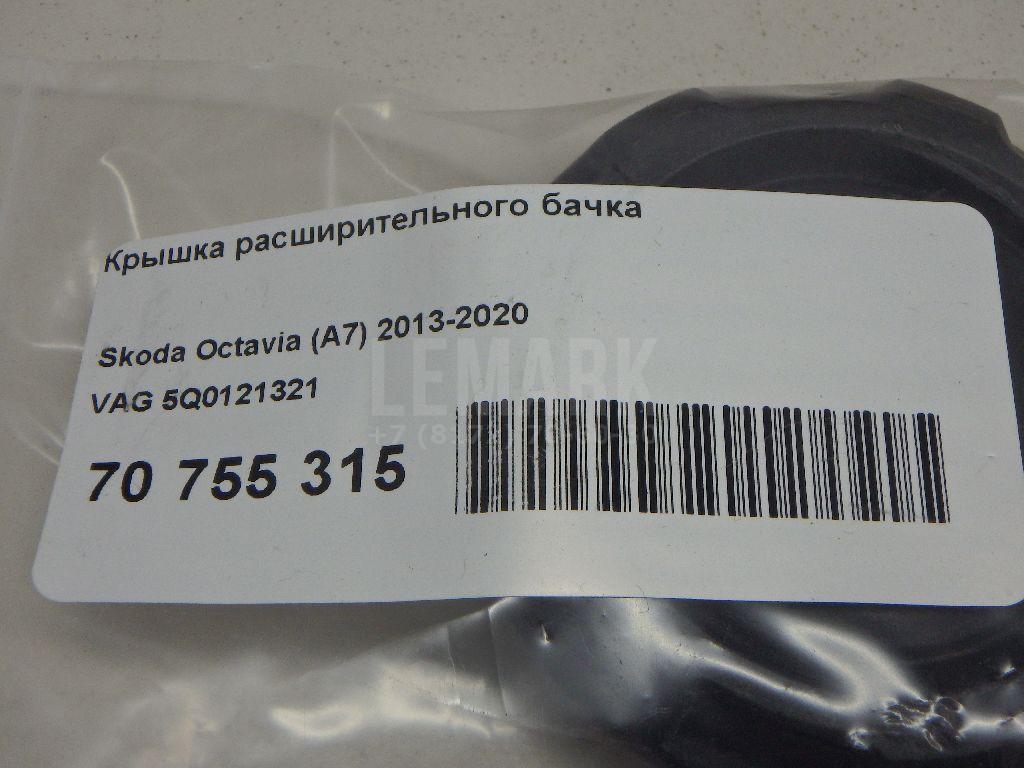 Крышка расширительного бачка
Skoda Octavia (A7) 2013-2020
VAG 5Q0121321
LEMARK
70 755 315